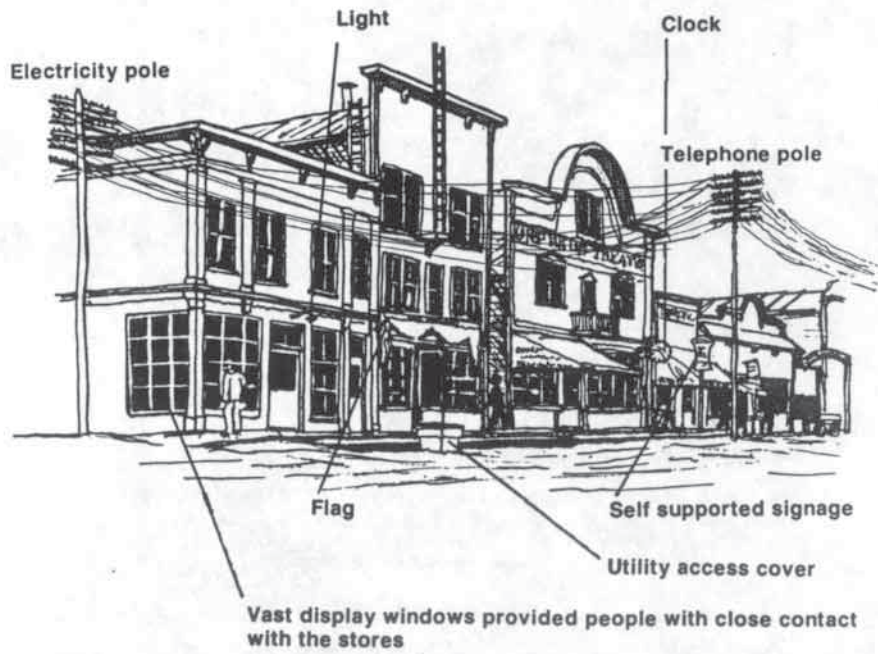 Light
Clock
Electricity pole
Telephone pole
Flag
Self supported signage
Utility access cover
Vast display windows provided people with close contact
with the stores